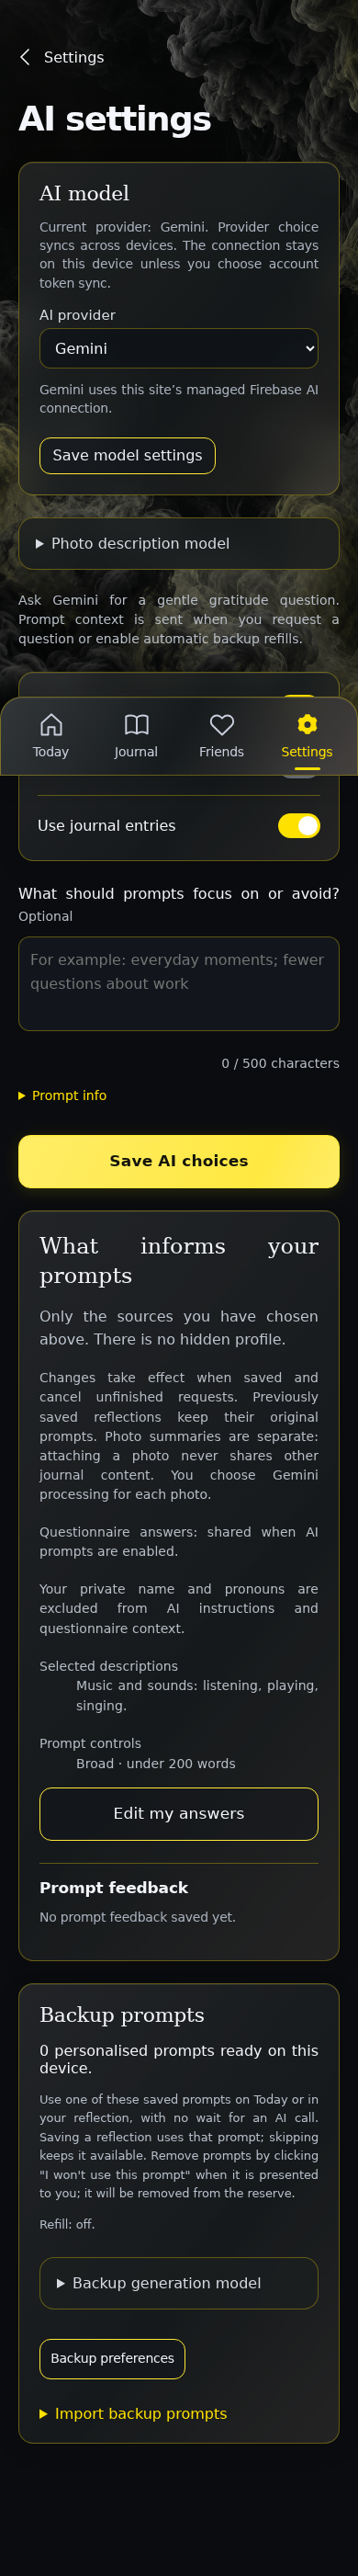 Settings
AI settings
AI model
Current provider: Gemini. Provider choice
syncs across devices. The connection stays
on this device unless you choose account
token sync.
AI provider
Gemini
Gemini uses this site’s managed Firebase AI
connection.
Save model settings
Photo description model
Ask Gemini for a gentle gratitude question.
Prompt context is sent when you request a
question or enable automatic backup refills.
Today
Journal
Friends
Settings
Use journal entries
What should prompts focus on or avoid?
Optional
For example: everyday moments; fewer
questions about work
0 / 500 characters
Prompt info
Save AI choices
What informs your
prompts
Only the sources you have chosen
above. There is no hidden profile.
Changes take effect when saved and
cancel unfinished requests. Previously
saved reflections keep their original
prompts. Photo summaries are separate:
attaching a photo never shares other
journal content. You choose Gemini
processing for each photo.
Questionnaire answers: shared when AI
prompts are enabled.
Your private name and pronouns are
excluded from AI instructions and
questionnaire context.
Selected descriptions
Music and sounds: listening, playing,
singing.
Prompt controls
Broad · under 200 words
Edit my answers
Prompt feedback
No prompt feedback saved yet.
Backup prompts
0 personalised prompts ready on this
device.
Use one of these saved prompts on Today or in
your reflection, with no wait for an AI call.
Saving a reflection uses that prompt; skipping
keeps it available. Remove prompts by clicking
"I won't use this prompt" when it is presented
to you; it will be removed from the reserve.
Refill: off.
Backup generation model
Backup preferences
Import backup prompts